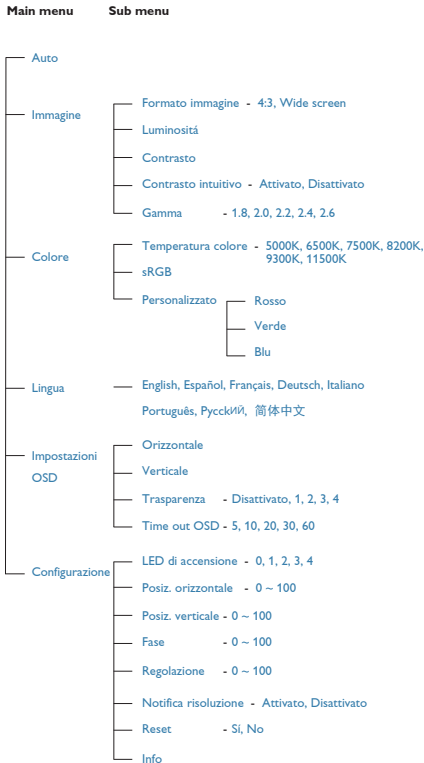 Main menu Sub menu
Auto
Immagine
Formato immagine - 4:3, Wide screen
Luminositá
Contrasto
Contrasto intuitivo - Attivato, Disattivato
Gamma - 1.8, 2.0, 2.2, 2.4, 2.6
Colore
Temperatura colore - 5000K, 6500K, 7500K, 8200K,
9300K, 11500K
sRGB
Personalizzato
Rosso
Verde
Blu
Lingua
English, Español, Français, Deutsch, Italiano
Português, РусскИЙ, 简体中文
Impostazioni
OSD
Orizzontale
Verticale
Trasparenza - Disattivato, 1, 2, 3, 4
Time out OSD - 5, 10, 20, 30, 60
Configurazione
LED di accensione - 0, 1, 2, 3, 4
Posiz. orizzontale - 0 ~ 100
Posiz. verticale - 0 ~ 100
Fase - 0 ~ 100
Regolazione - 0 ~ 100
Notifica risoluzione - Attivato, Disattivato
Reset - Sí, No
Info